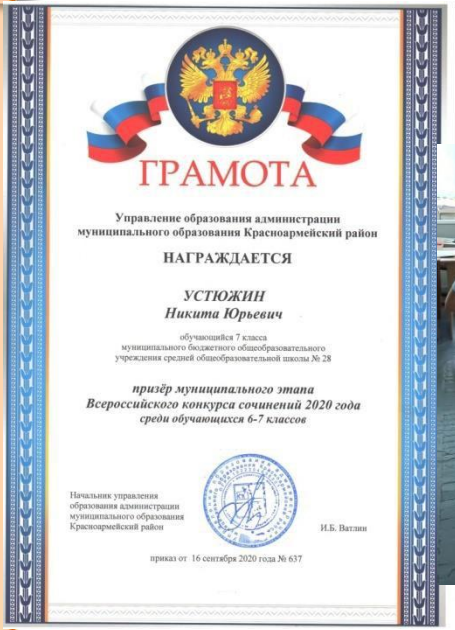 ГРАМОТА
Управление образования администрации
муниципального образования Красноармейский район
НАГРАЖДАЕТСЯ
УСТЮЖИН
Никита Юрьевич
обучающийся 7 класса
муниципального бюджетного общеобразовательного
учреждения средней общеобразовательной школы № 28
призёр муниципального этапа
Всероссийского конкурса сочинений 2020 года
среди обучающихся 6-7 классов
Начальник управления
образования администрации
муниципального образования
Красноармейский район
И.Б. Ватлин
приказ от 16 сентября 2020 года № 637